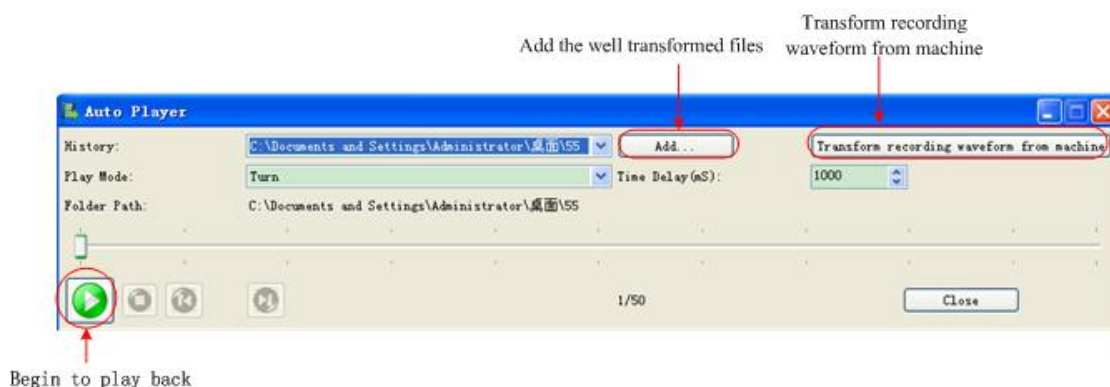 Transform recording
Add the well transformed files waveform from machine
Auto Player
History: C:\Documents and Settings\Administrator\桌面\55 Add... Transform recording waveform from machine
Play Mode: Turn Time Delay(mS): 1000
Folder Path: C:\Documents and Settings\Administrator\桌面\55
1/50 Close
Begin to play back